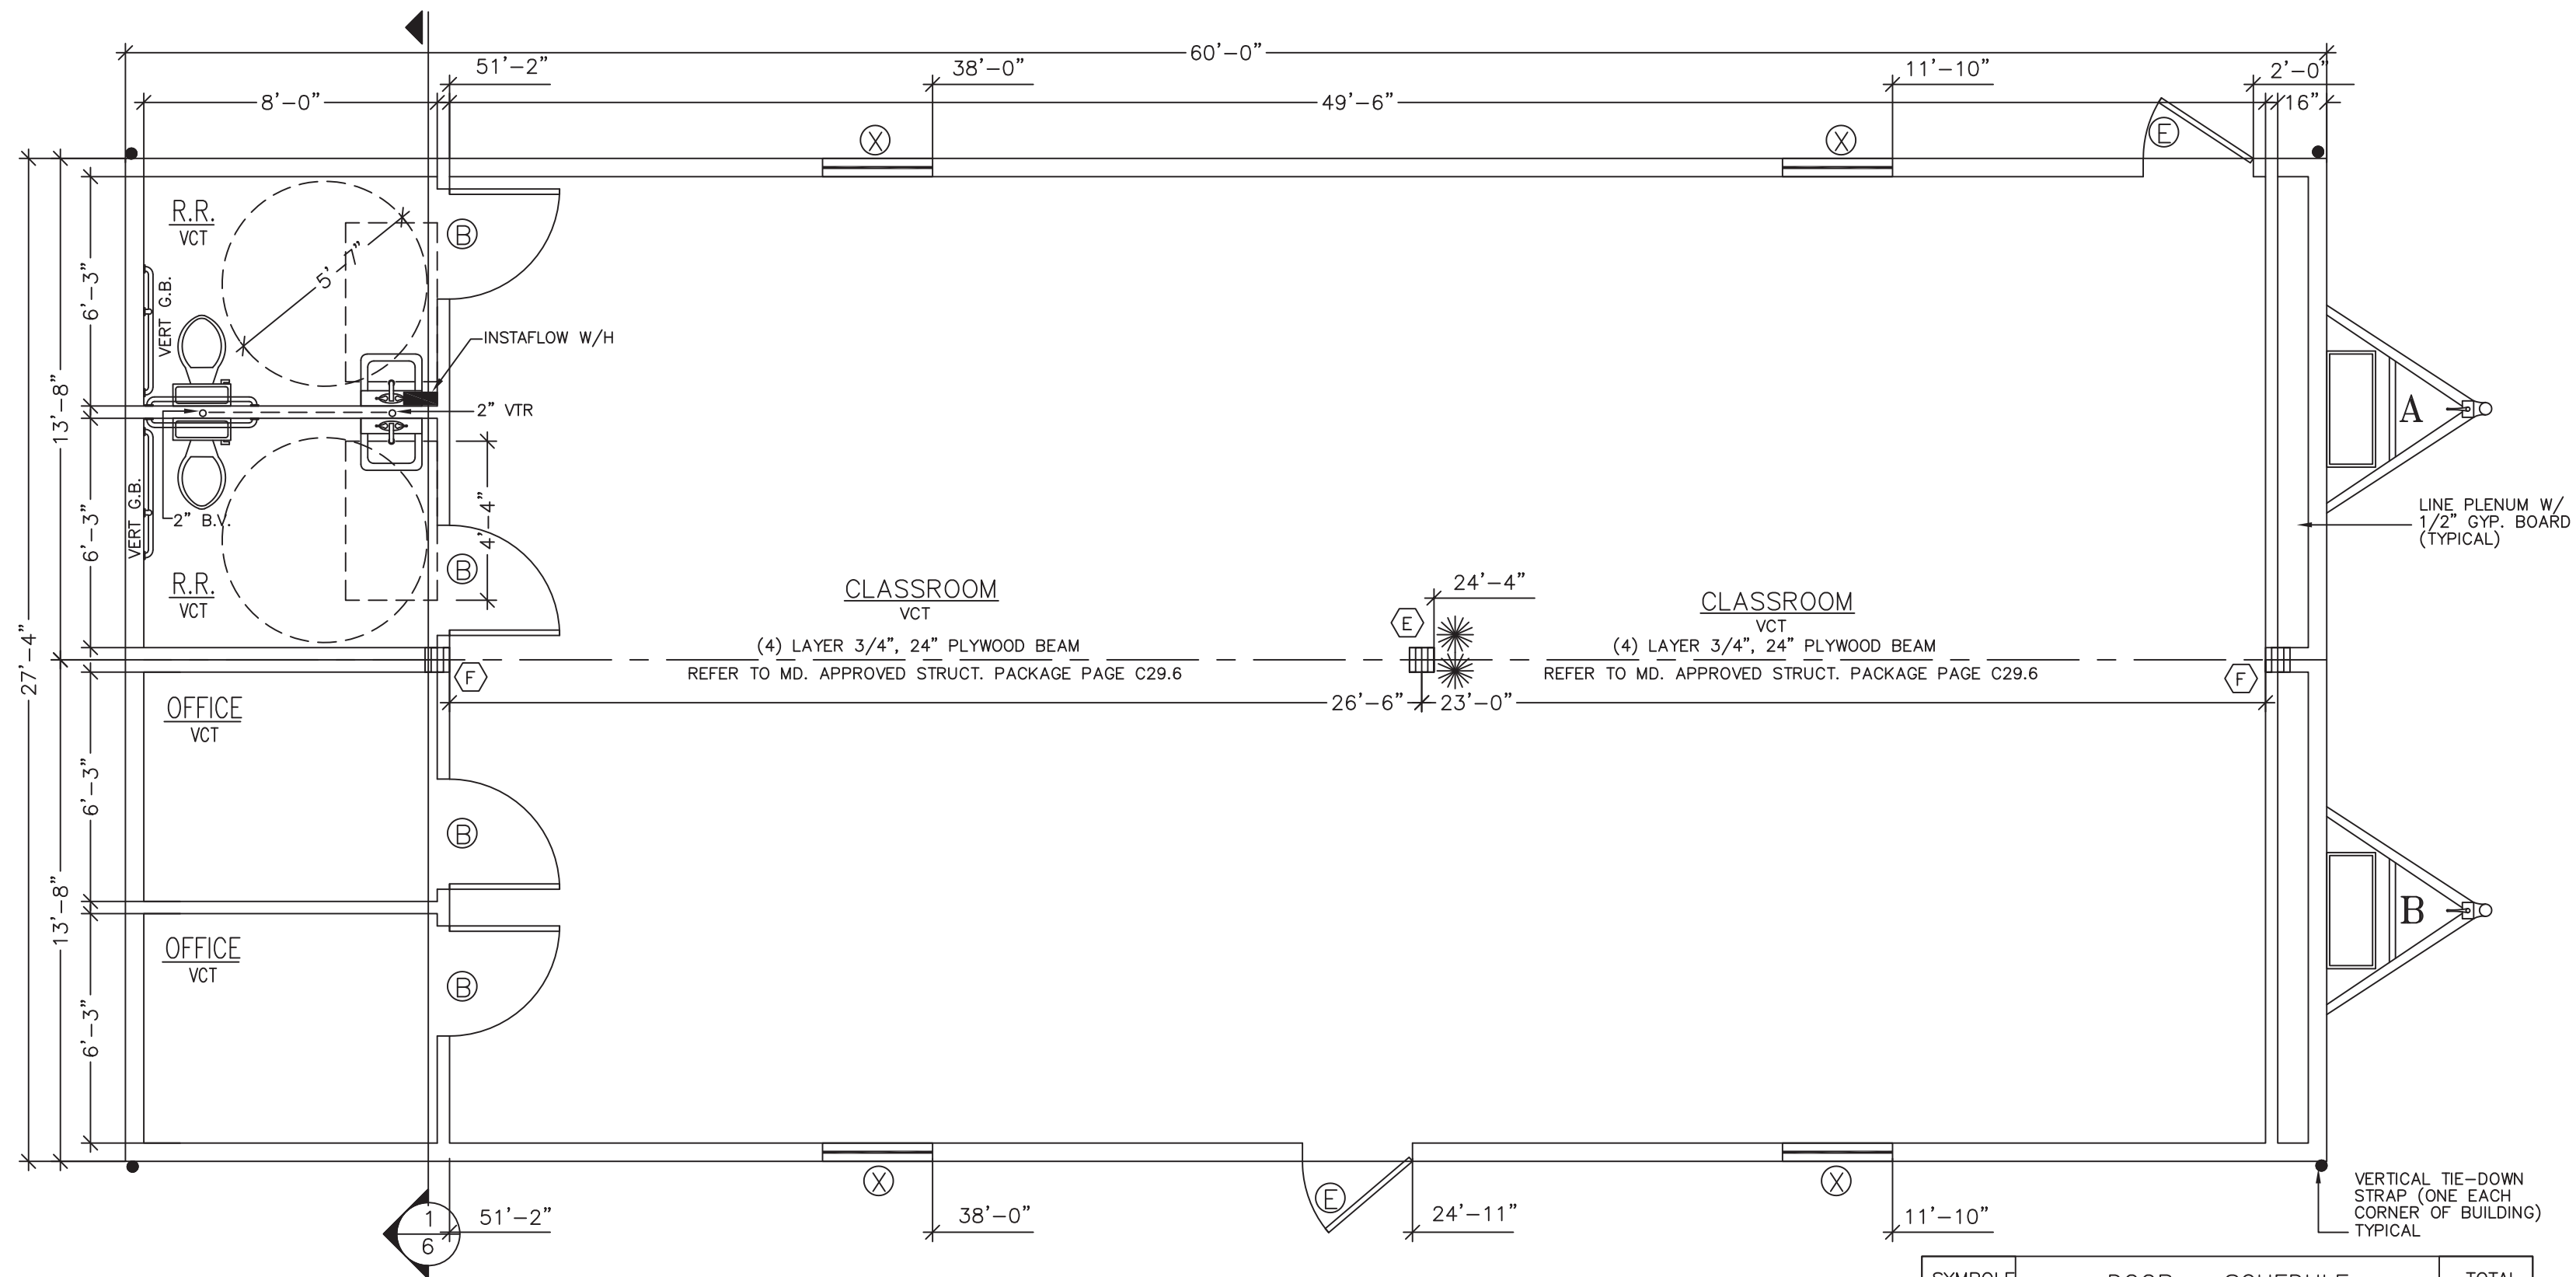 60'-0"
51'-2"
38'-0"
11'-10"
2'-0"
8'-0"
49'-6"
16"
X
X
E
R.R.
VCT
B
5'-7"
VERT G.B.
6'-3"
INSTAFLOW W/H
13'-8"
2" VTR
A
VERT G.B.
2" B.V.
4'-4"
6'-3"
LINE PLENUM W/
1/2" GYP. BOARD
(TYPICAL)
R.R.
VCT
B
CLASSROOM
VCT
(4) LAYER 3/4", 24" PLYWOOD BEAM
REFER TO MD. APPROVED STRUCT. PACKAGE PAGE C29.6
E
24'-4"
CLASSROOM
VCT
(4) LAYER 3/4", 24" PLYWOOD BEAM
REFER TO MD. APPROVED STRUCT. PACKAGE PAGE C29.6
27'-4"
F
F
26'-6"
23'-0"
OFFICE
VCT
6'-3"
B
13'-8"
B
OFFICE
VCT
B
6'-3"
X
E
X
VERTICAL TIE-DOWN
STRAP (ONE EACH
CORNER OF BUILDING)
TYPICAL
1
6
51'-2"
38'-0"
24'-11"
11'-10"
SYMBOLE
DOOR SCHEDULE
TOTAL